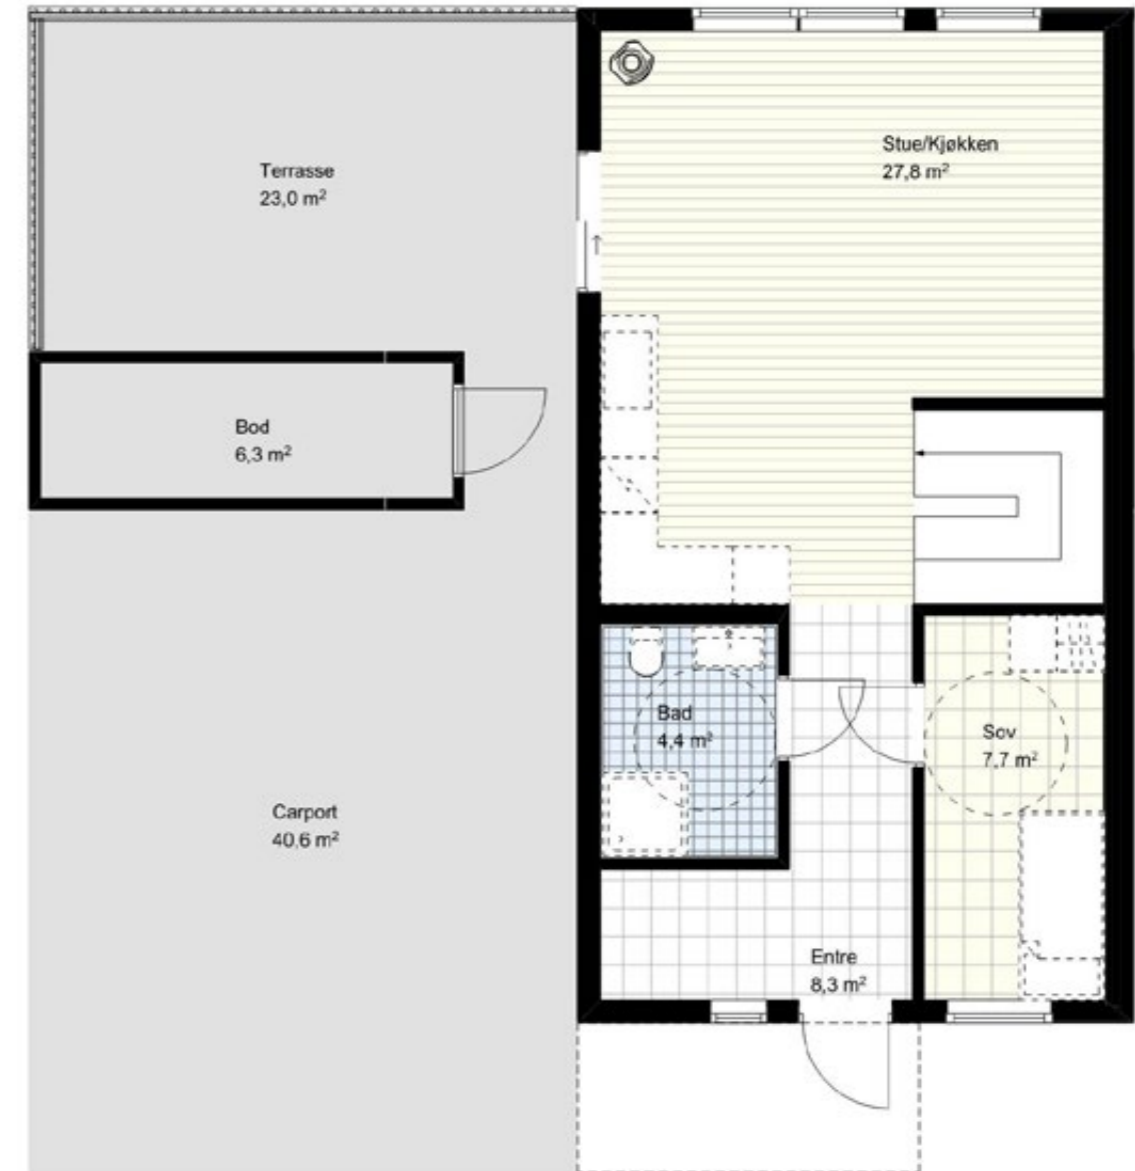 Stue/Kjøkken
27,8 m²
Terrasse
23,0 m²
Bod
6,3 m²
Bad
4,4 m²
Sov
7,7 m²
Carport
40,6 m²
Entre
8,3 m²